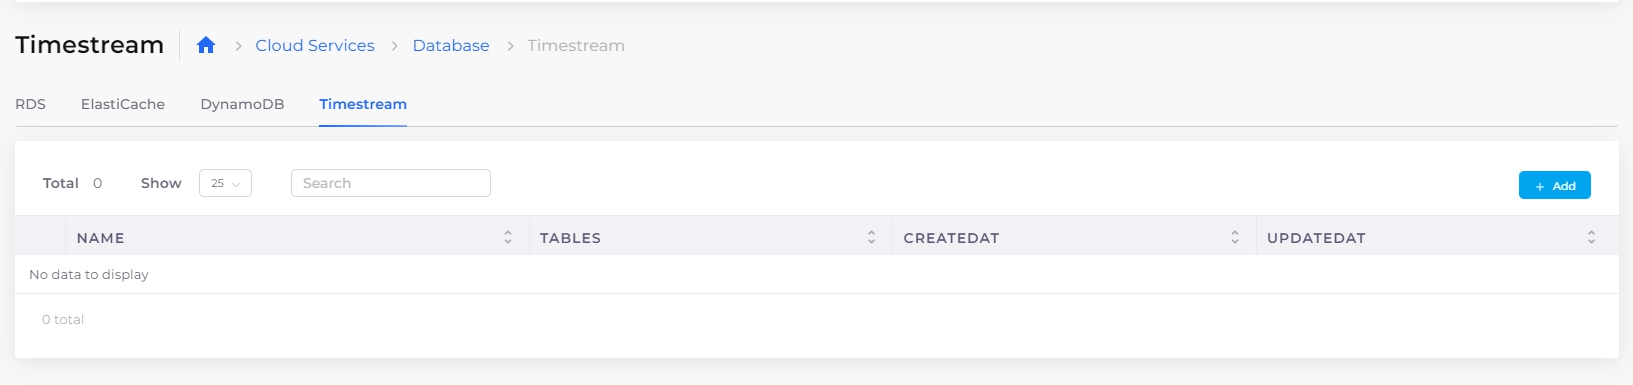 Timestream Cloud Services Database Timestream
RDS ElastiCache DynamoDB Timestream
Total 0 Show 25 Search + Add
NAME TABLES CREATEDAT UPDATEDAT
No data to display
0 total